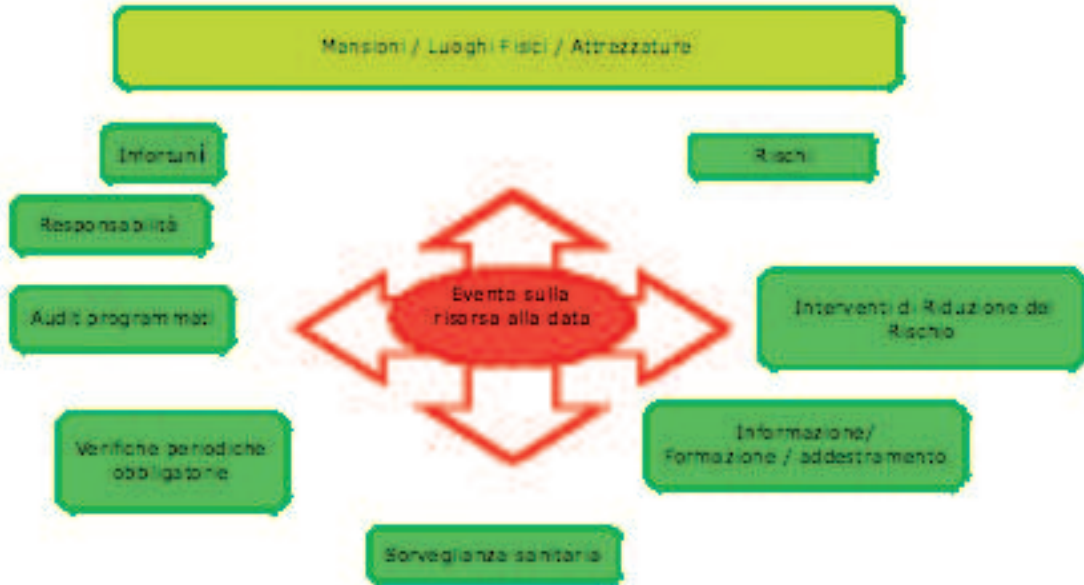 Mansioni / Luoghi Fisici / Attrezzature
Infortuni
Rischi
Responsabilità
Evento sulla
risorsa alla data
Auditi programmati
Interventi di Riduzione del
Rischio
Verifiche periodiche
obbligatorie
Informazione/
Formazione / addestramento
Sorveglianza sanitaria